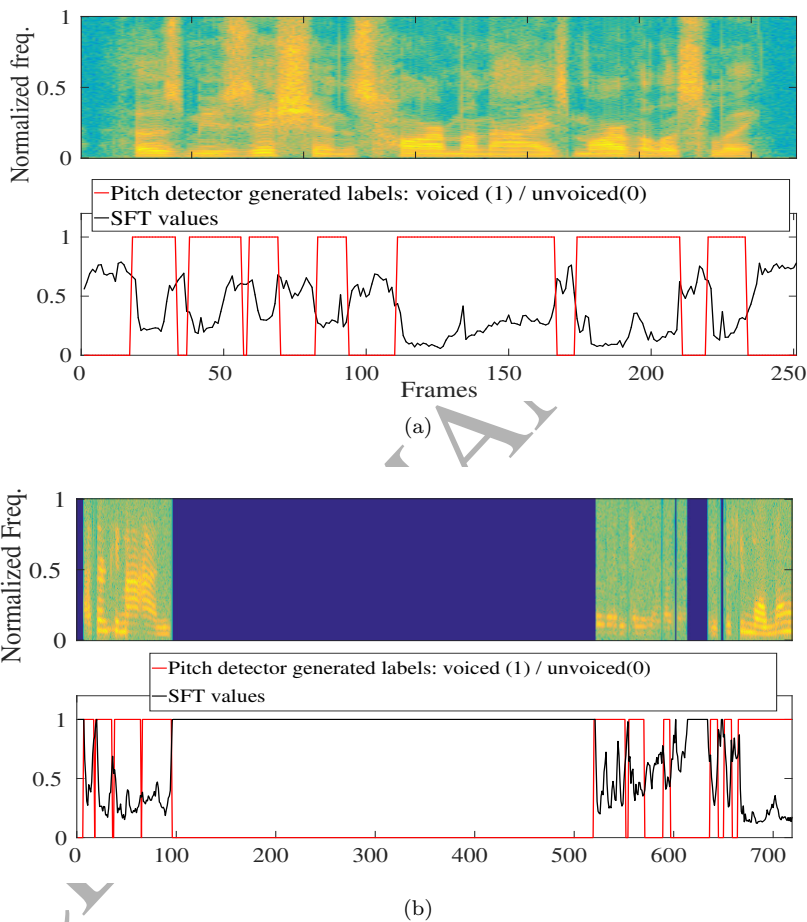 Normalized freq.
1
0.5
0
Pitch detector generated labels: voiced (1) / unvoiced(0)
SFT values
1
0.5
0
0 50 100 150 200 250
Frames
(a)
Normalized Freq.
1
0.5
0
Pitch detector generated labels: voiced (1) / unvoiced(0)
SFT values
1
0.5
0
0 100 200 300 400 500 600 700
(b)